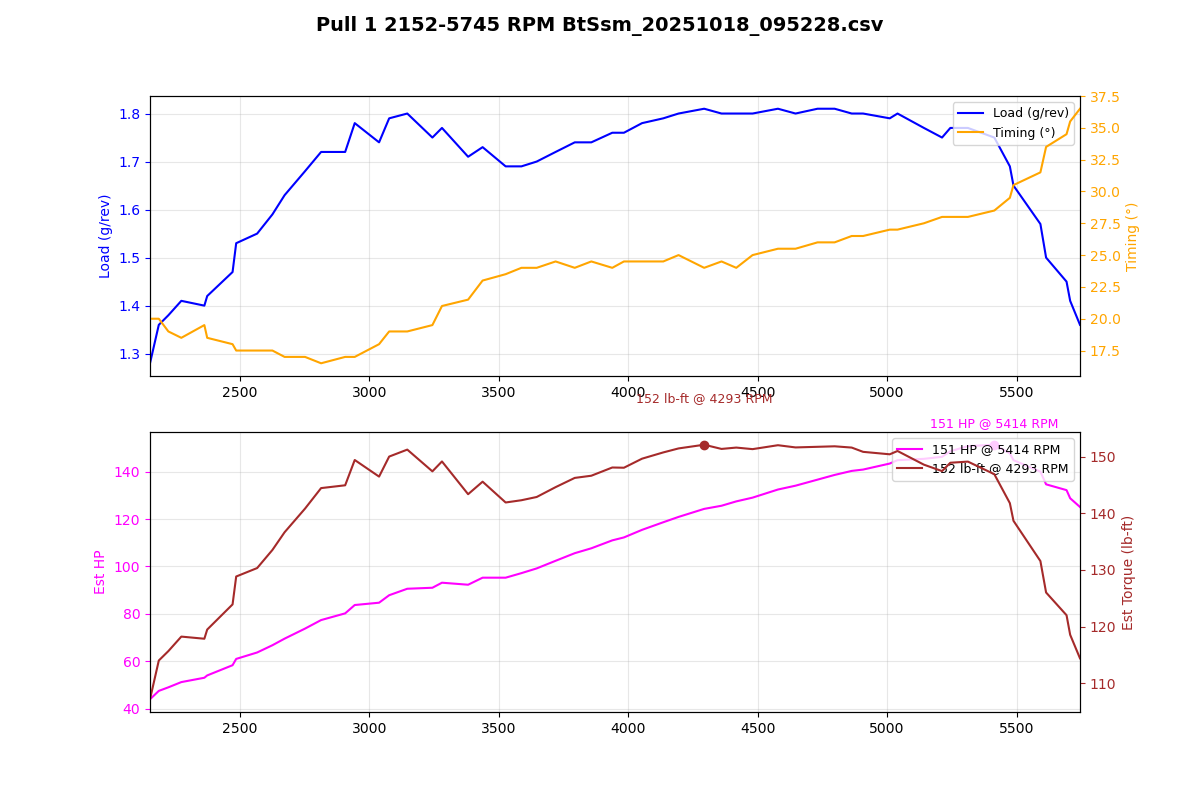 Pull 1 2152-5745 RPM BtSsm_20251018_095228.csv
Load (g/rev)
1.8
1.7
1.6
1.5
1.4
1.3
Load (g/rev)
Timing (°)
37.5
35.0
32.5
30.0
27.5
25.0
22.5
20.0
17.5
Timing (°)
2500 3000 3500 4000 4500 5000 5500
152 lb-ft @ 4293 RPM
151 HP @ 5414 RPM
Est HP
140
120
100
80
60
40
151 HP @ 5414 RPM
152 lb-ft @ 4293 RPM
150
140
130
120
110
Est Torque (lb-ft)
2500 3000 3500 4000 4500 5000 5500